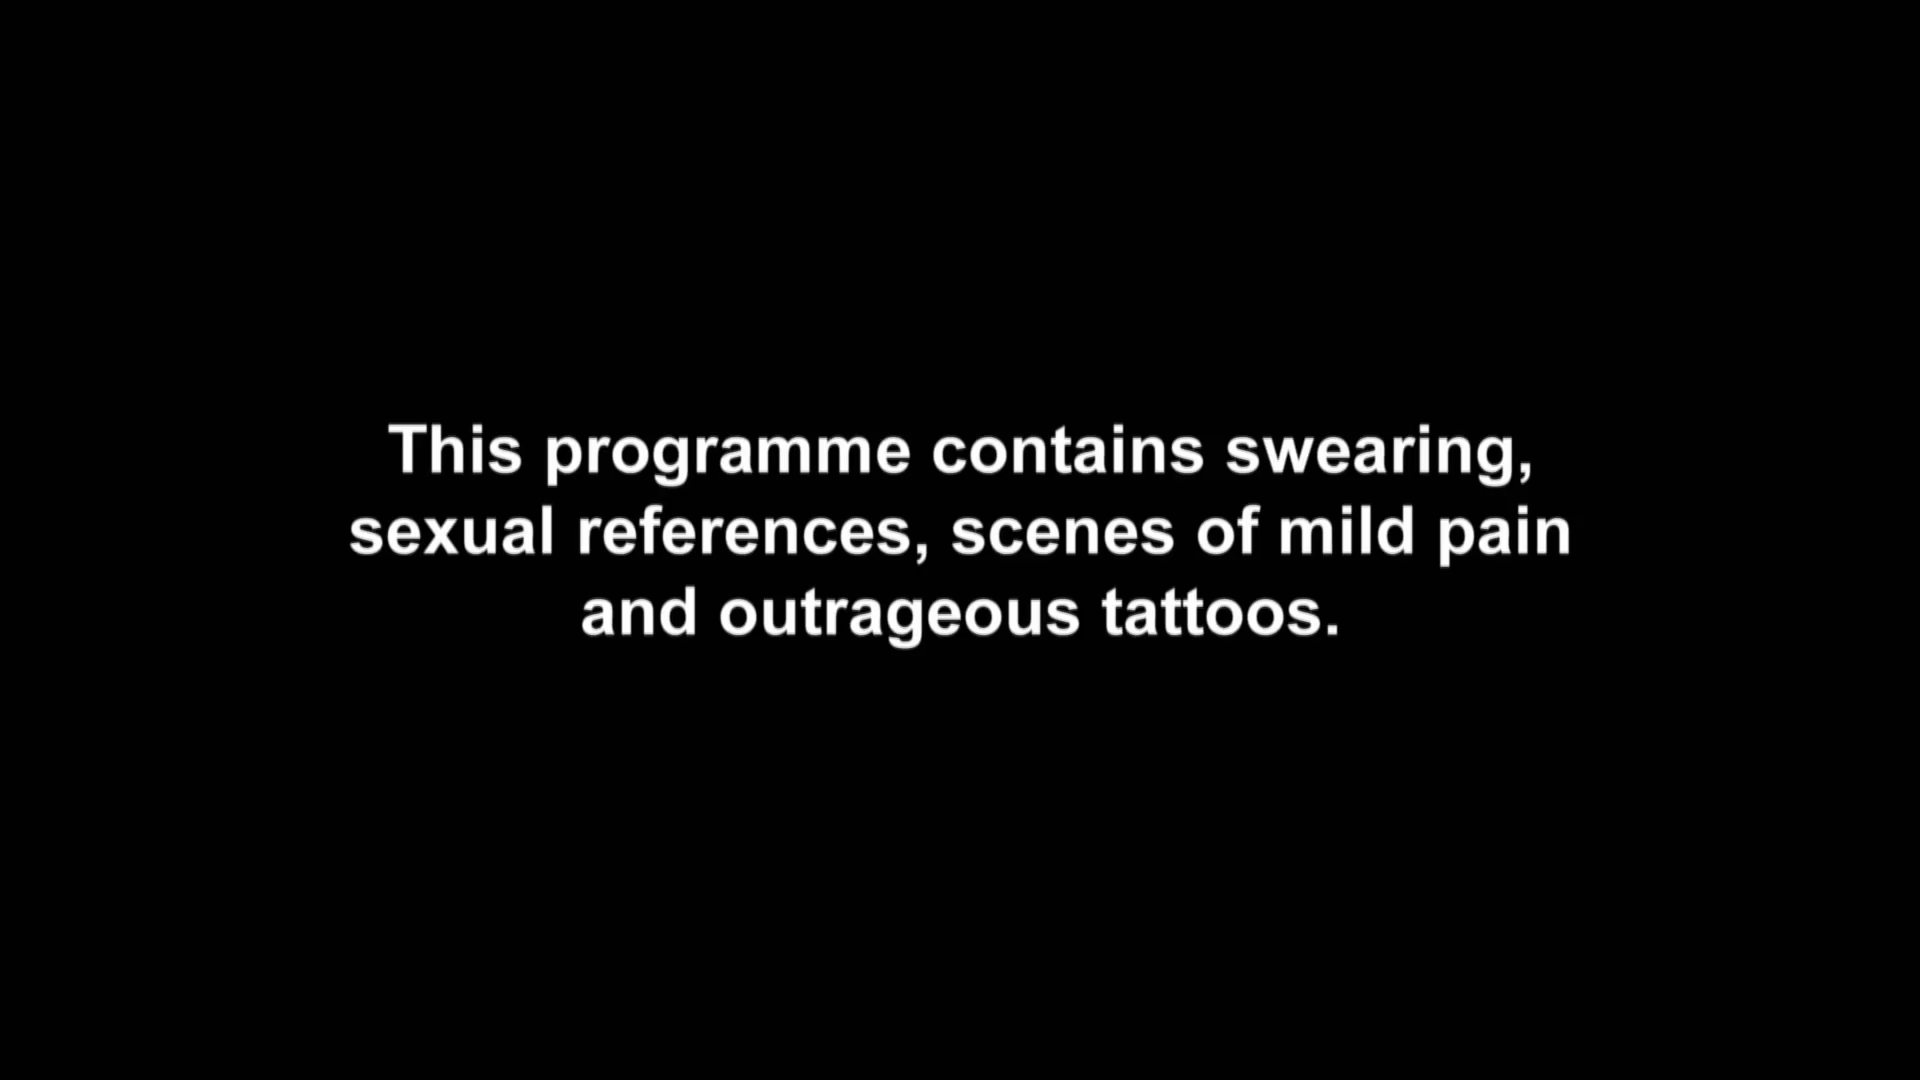 This programme contains swearing,
sexual references, scenes of mild pain
and outrageous tattoos.